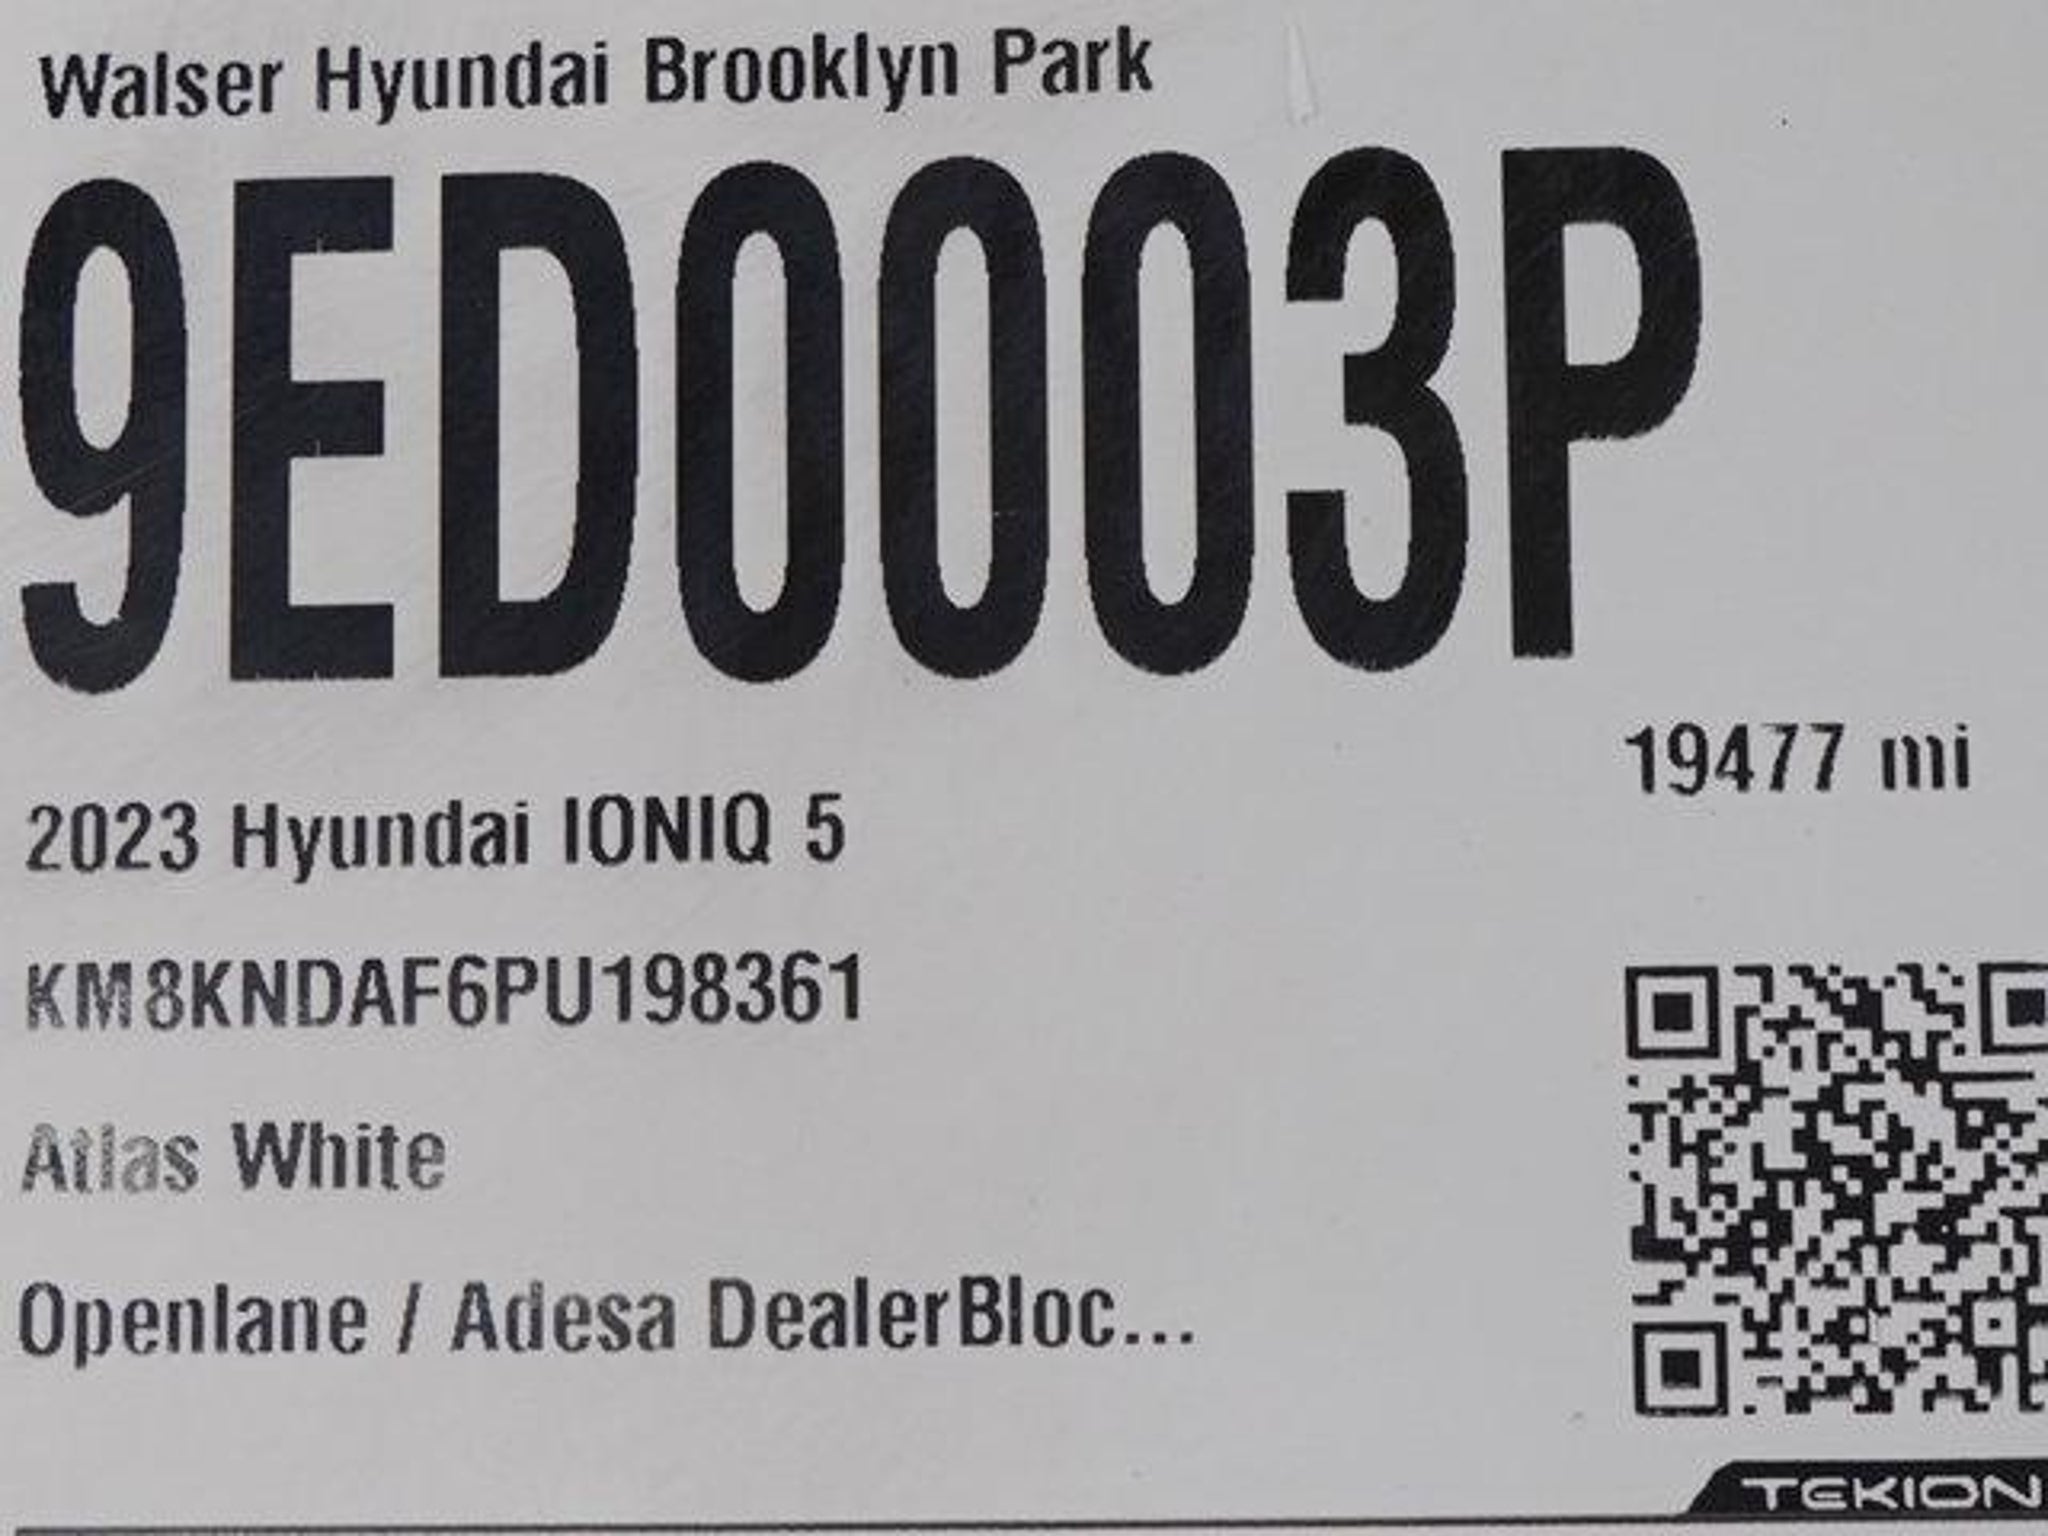 Walser Hyundai Brooklyn Park
9ED0003P
19477 mi
2023 Hyundai IONIQ 5
KM8KNDAF6PU198361
Atlas White
Openlane / Adesa DealerBloc...
TEKION